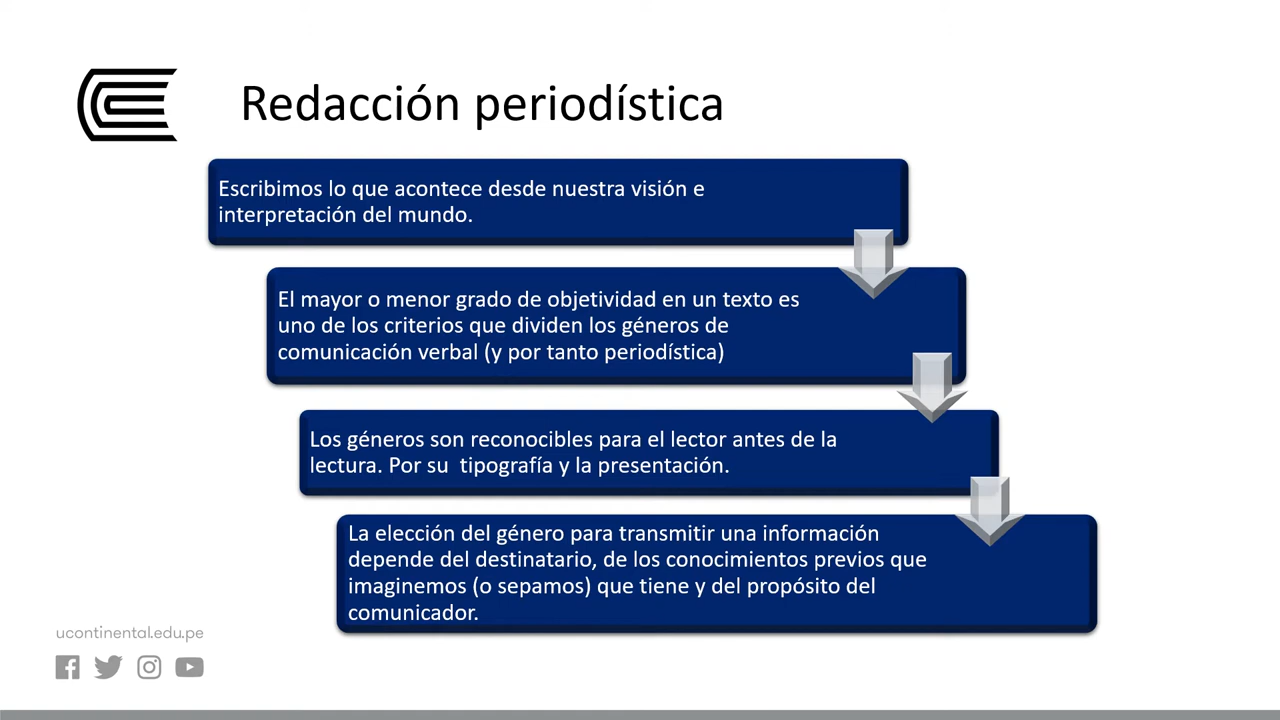 Redacción periodística
Escribimos lo que acontece desde nuestra visión e
interpretación del mundo.
El mayor o menor grado de objetividad en un texto es
uno de los criterios que dividen los géneros de
comunicación verbal (y por tanto periodística)
Los géneros son reconocibles para el lector antes de la
lectura. Por su  tipografía y la presentación.
La elección del género para transmitir una información
depende del destinatario, de los conocimientos previos que
imaginemos (o sepamos) que tiene y del propósito del
comunicador.
ucontinental.edu.pe